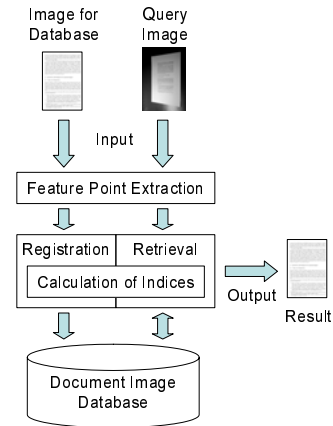 Image for
Database
Query
Image
Input
Feature Point Extraction
Registration
Retrieval
Calculation of Indices
Output
Result
Document Image
Database